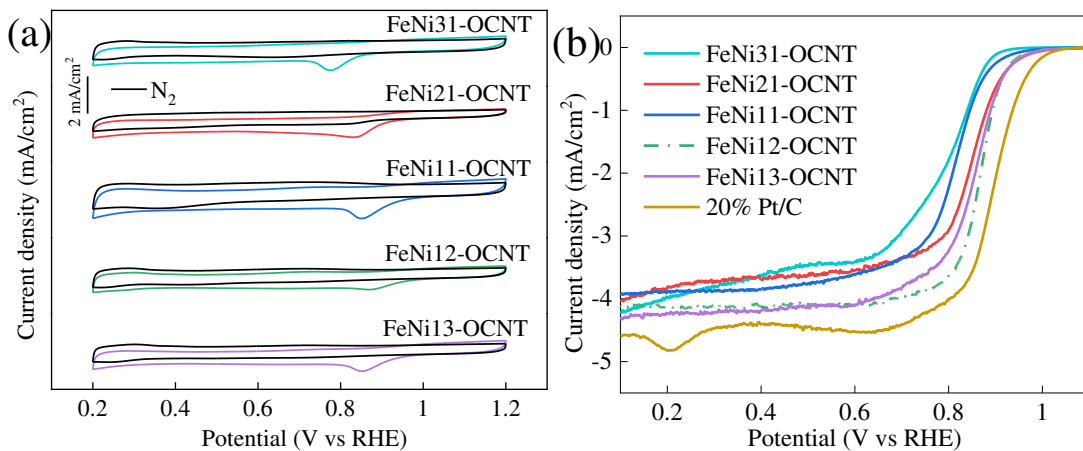 (a)
FeNi31-OCNT
2 mA/cm²
N₂
FeNi21-OCNT
FeNi11-OCNT
FeNi12-OCNT
FeNi13-OCNT
Current density (mA/cm²)
0.2 0.4 0.6 0.8 1 1.2
Potential (V vs RHE)
(b)
FeNi31-OCNT
FeNi21-OCNT
FeNi11-OCNT
FeNi12-OCNT
FeNi13-OCNT
20% Pt/C
Current density (mA/cm²)
0
-1
-2
-3
-4
-5
0.2 0.4 0.6 0.8 1
Potential (V vs RHE)